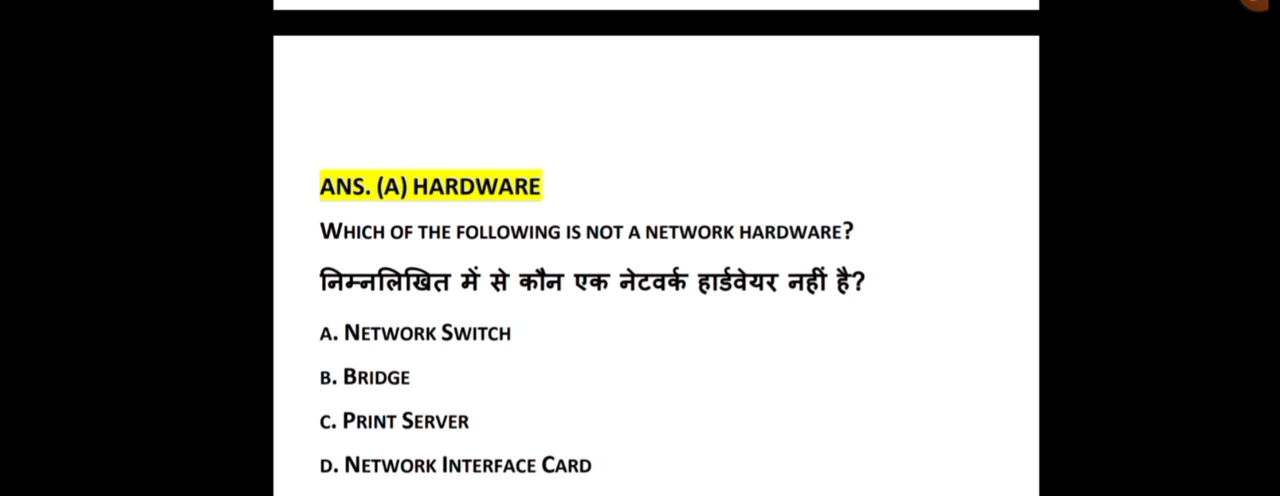 ANS. (A) HARDWARE
WHICH OF THE FOLLOWING IS NOT A NETWORK HARDWARE?
निम्नलिखित में से कौन एक नेटवर्क हार्डवेयर नहीं है?
A. NETWORK SWITCH
B. BRIDGE
C. PRINT SERVER
D. NETWORK INTERFACE CARD